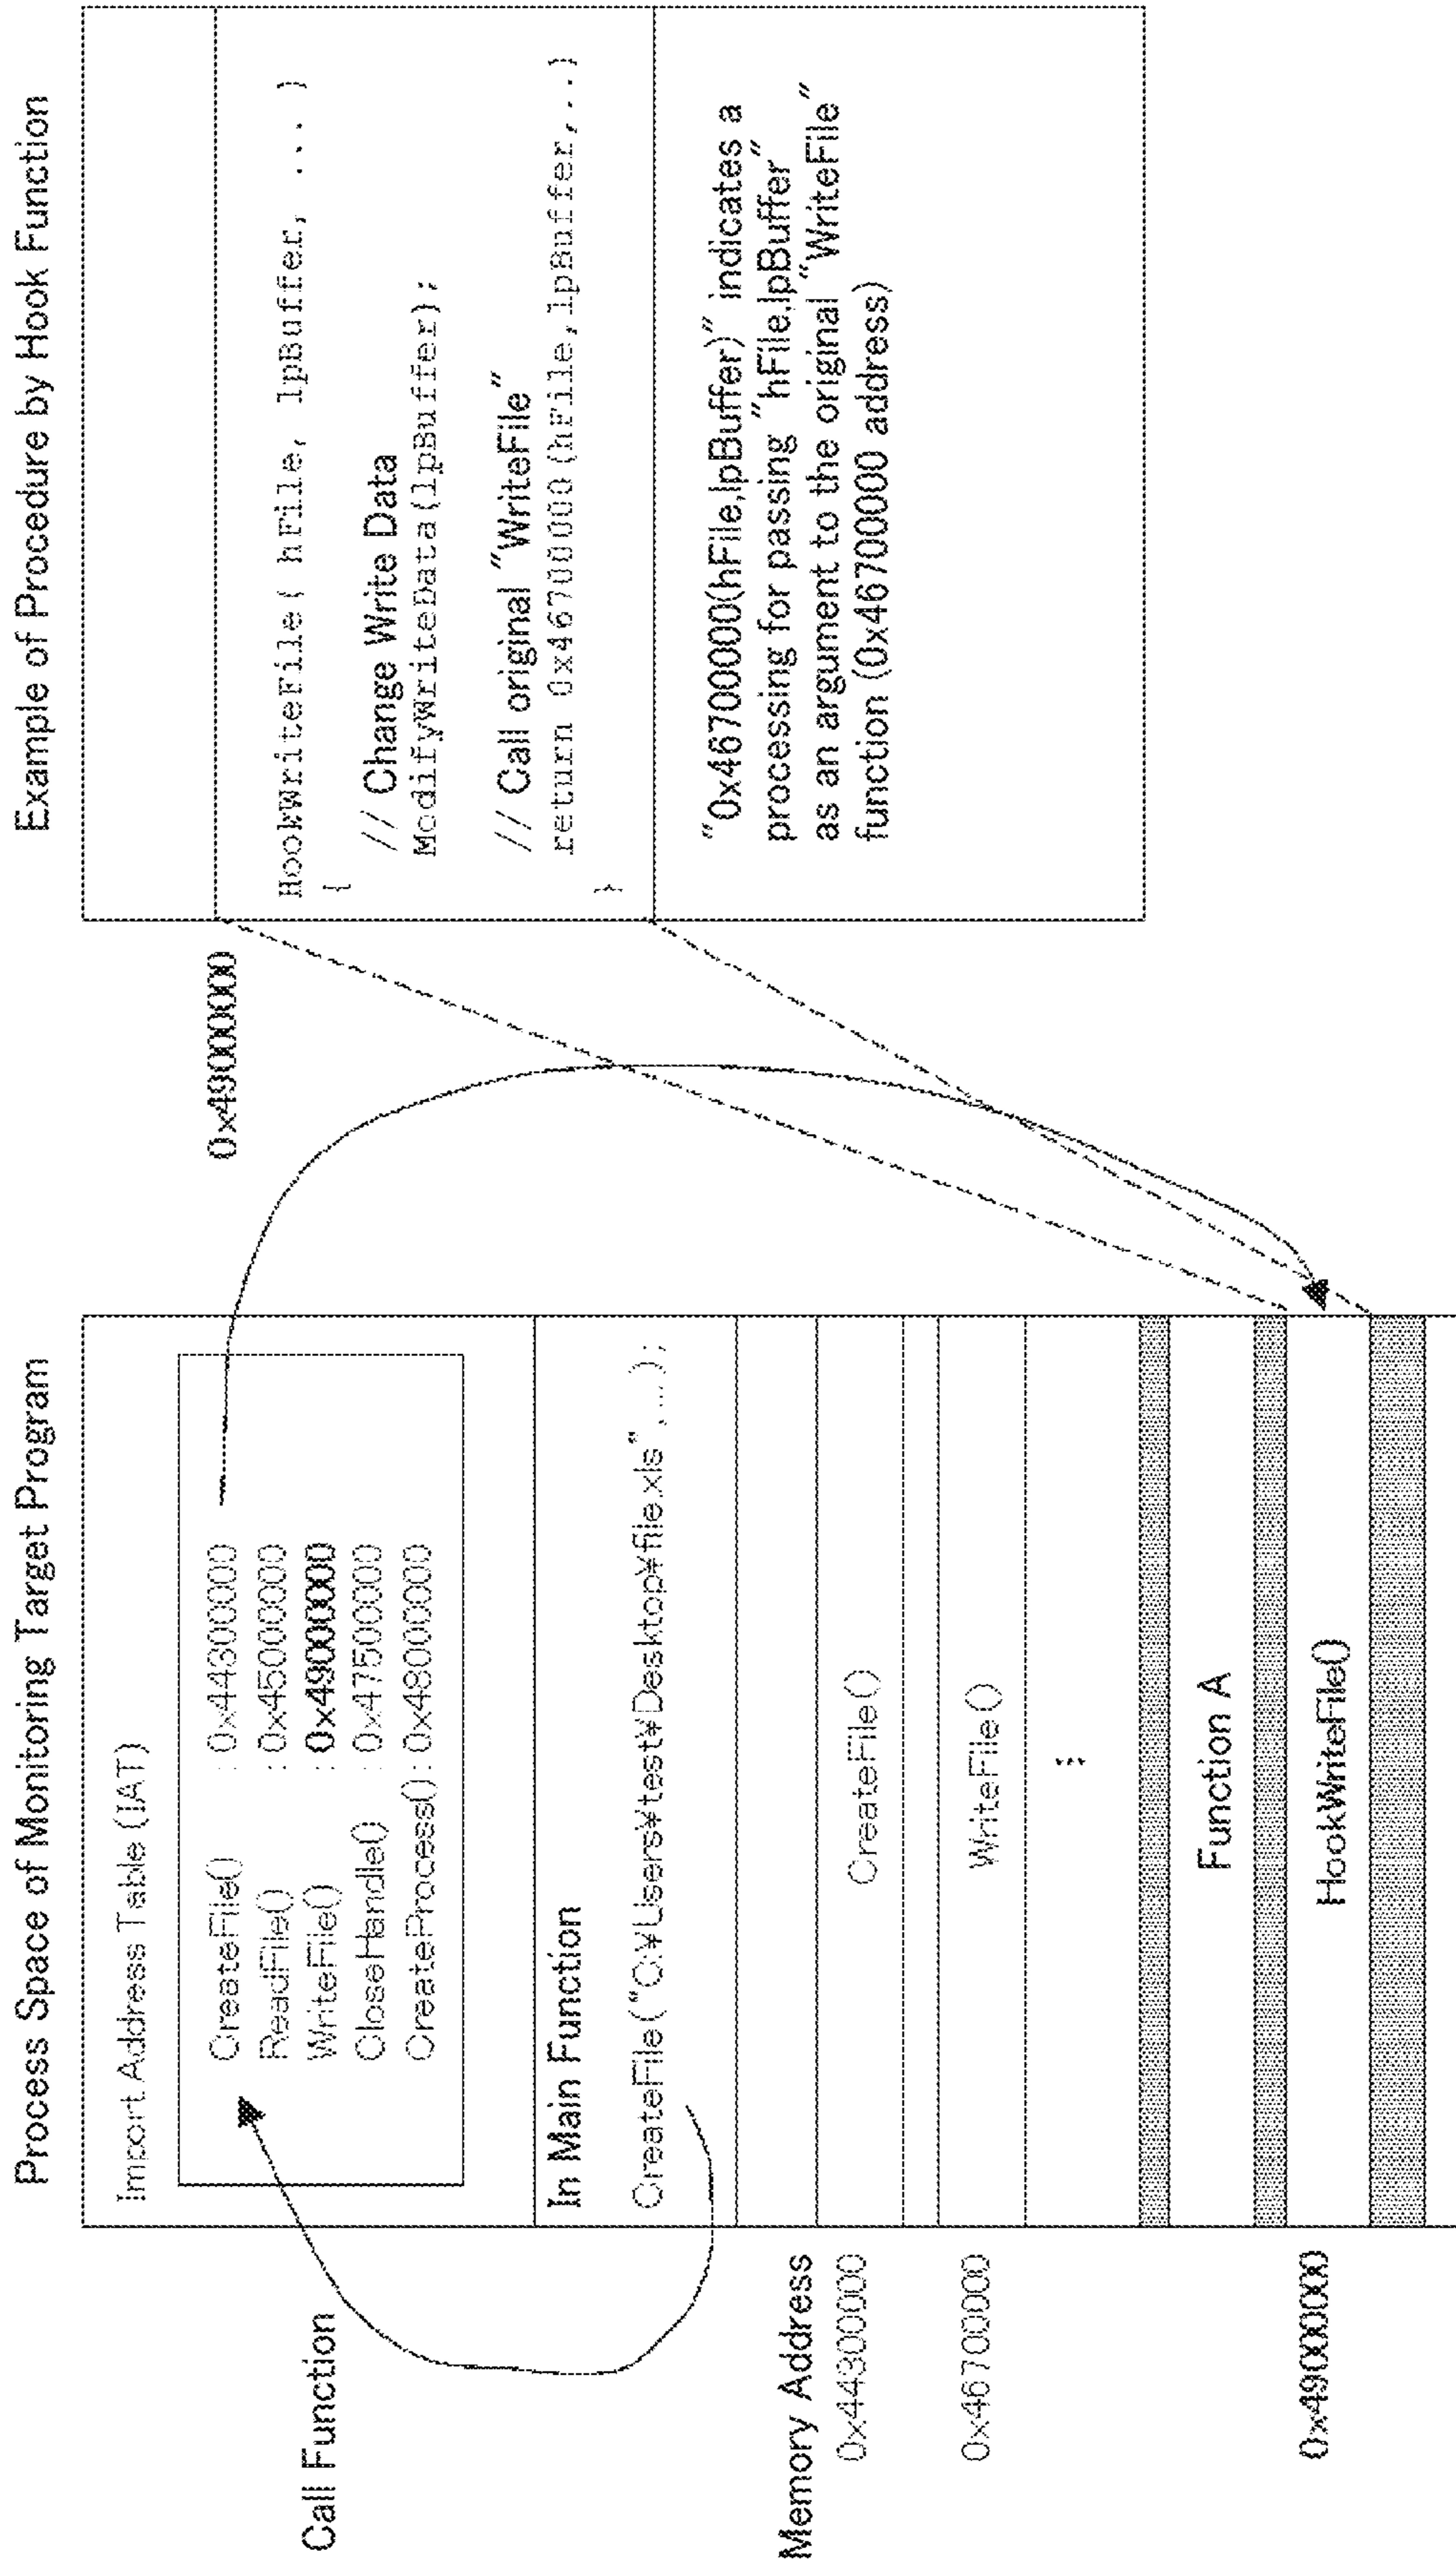 Process Space of Monitoring Target Program
Import Address Table (IAT)
CreateFile() : 0x44300000
ReadFile() : 0x45000000
WriteFile() : 0x49000000
CloseHandle() : 0x47500000
CreateProcess() : 0x48000000
Call Function
In Main Function
CreateFile("C:¥Users¥test¥Desktop¥file.xls",...);
Memory Address
0x44300000
CreateFile()
0x46700000
WriteFile()
⋮
Function A
0x49000000
HookWriteFile()
Example of Procedure by Hook Function
0x49000000
HookWriteFile( hFile, lpBuffer, ... )
{
// Change Write Data
ModifyWriteData(lpBuffer);
// Call original "WriteFile"
return 0x46700000(hFile,lpBuffer,..)
}
"0x46700000(hFile,lpBuffer)" indicates a
processing for passing "hFile,lpBuffer"
as an argument to the original "WriteFile"
function (0x46700000 address)